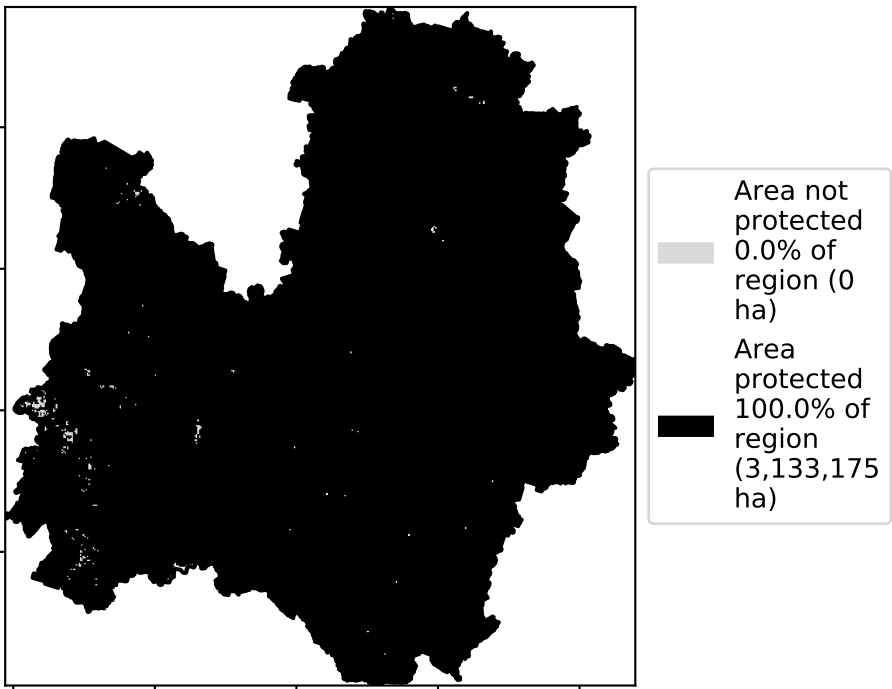 Area not
protected
0.0% of
region (0
ha)
Area
protected
100.0% of
region
(3,133,175
ha)